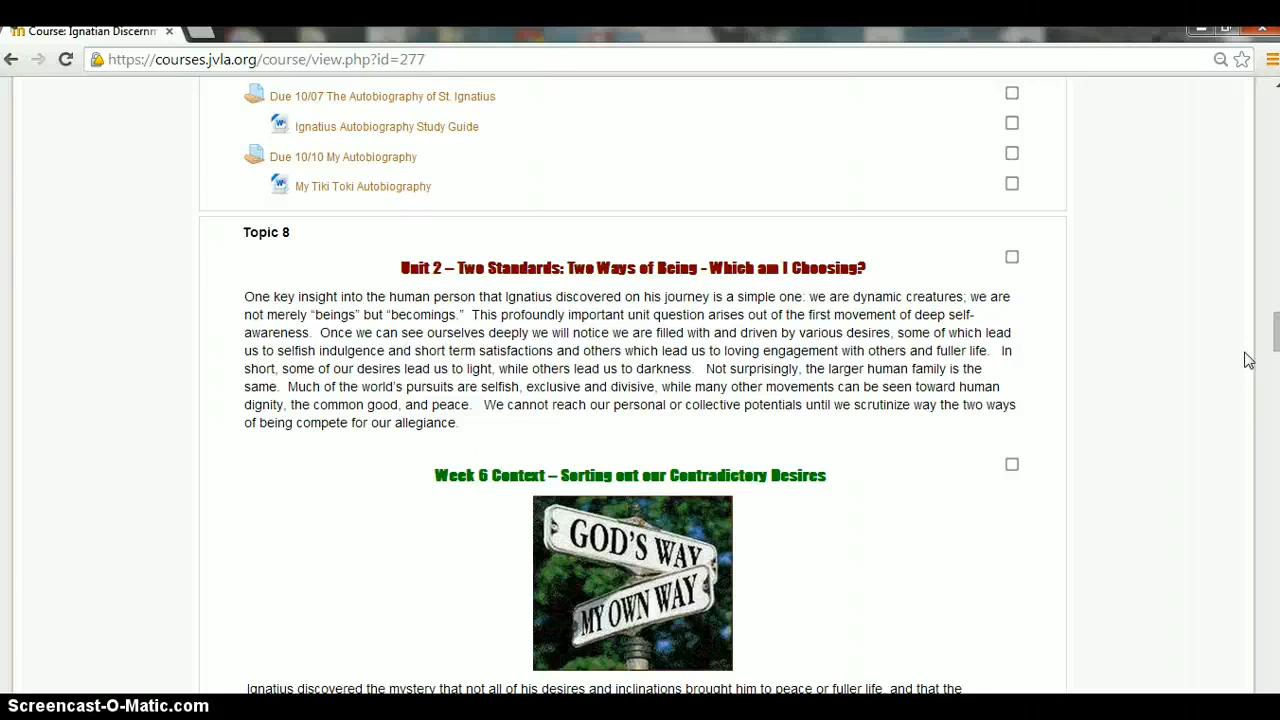 Course: Ignatian Discernm
https://courses.jvla.org/course/view.php?id=277
Due 10/07 The Autobiography of St. Ignatius
Ignatius Autobiography Study Guide
Due 10/10 My Autobiography
My Tiki Toki Autobiography
Topic 8
Unit 2 – Two Standards: Two Ways of Being - Which am I Choosing?
One key insight into the human person that Ignatius discovered on his journey is a simple one: we are dynamic creatures; we are
not merely “beings” but “becomings.”  This profoundly important unit question arises out of the first movement of deep self-
awareness.  Once we can see ourselves deeply we will notice we are filled with and driven by various desires, some of which lead
us to selfish indulgence and short term satisfactions and others which lead us to loving engagement with others and fuller life.   In
short, some of our desires lead us to light, while others lead us to darkness.   Not surprisingly, the larger human family is the
same.  Much of the world’s pursuits are selfish, exclusive and divisive, while many other movements can be seen toward human
dignity, the common good, and peace.   We cannot reach our personal or collective potentials until we scrutinize way the two ways
of being compete for our allegiance.
Week 6 Context – Sorting out our Contradictory Desires
GOD'S WAY
MY OWN WAY
Ignatius discovered the mystery that not all of his desires and inclinations brought him to peace or fuller life, and that the
Screencast-O-Matic.com